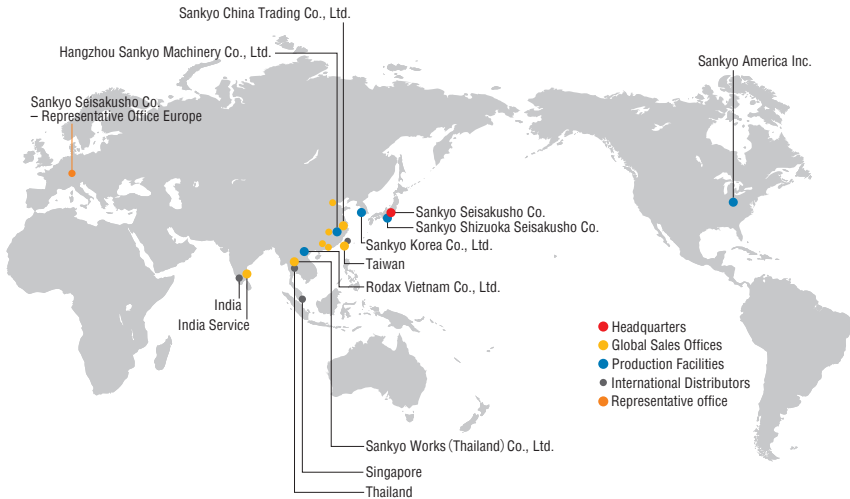 Sankyo China Trading Co., Ltd.
Hangzhou Sankyo Machinery Co., Ltd.
Sankyo America Inc.
Sankyo Seisakusho Co.
– Representative Office Europe
Sankyo Seisakusho Co.
Sankyo Shizuoka Seisakusho Co.
Sankyo Korea Co., Ltd.
Taiwan
Rodax Vietnam Co., Ltd.
India
India Service
Headquarters
Global Sales Offices
Production Facilities
International Distributors
Representative office
Sankyo Works (Thailand) Co., Ltd.
Singapore
Thailand